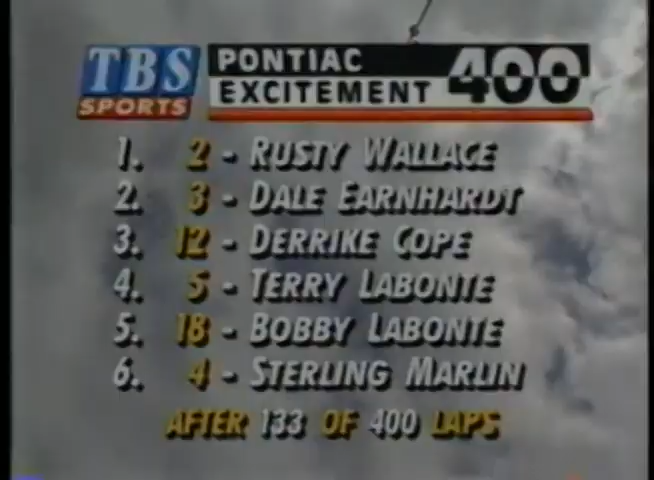 TBS SPORTS
PONTIAC EXCITEMENT 400
1. 2 - RUSTY WALLACE
2. 3 - DALE EARNHARDT
3. 12 - DERRIKE COPE
4. 5 - TERRY LABONTE
5. 18 - BOBBY LABONTE
6. 4 - STERLING MARLIN
AFTER 133 OF 400 LAPS